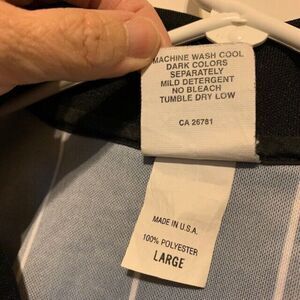 MACHINE WASH COOL
DARK COLORS
SEPARATELY
MILD DETERGENT
NO BLEACH
TUMBLE DRY LOW
CA 26781
MADE IN U.S.A.
100% POLYESTER
LARGE